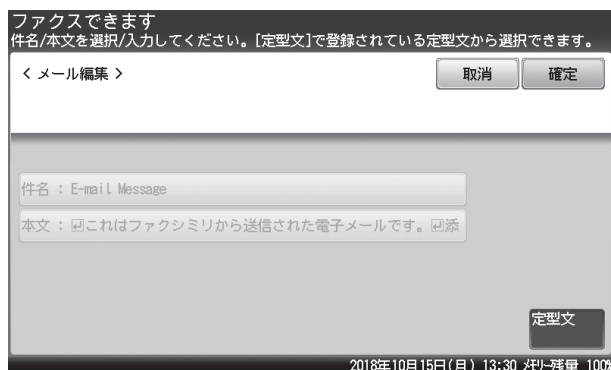 ファクスできます
件名/本文を選択/入力してください。[定型文]で登録されている定型文から選択できます。
< メール編集 >
取消
確定
件名 : E-mail Message
本文 : ↵これはファクシミリから送信された電子メールです。↵添
定型文
2018年10月15日(月) 13:30 メモリー残量 100%